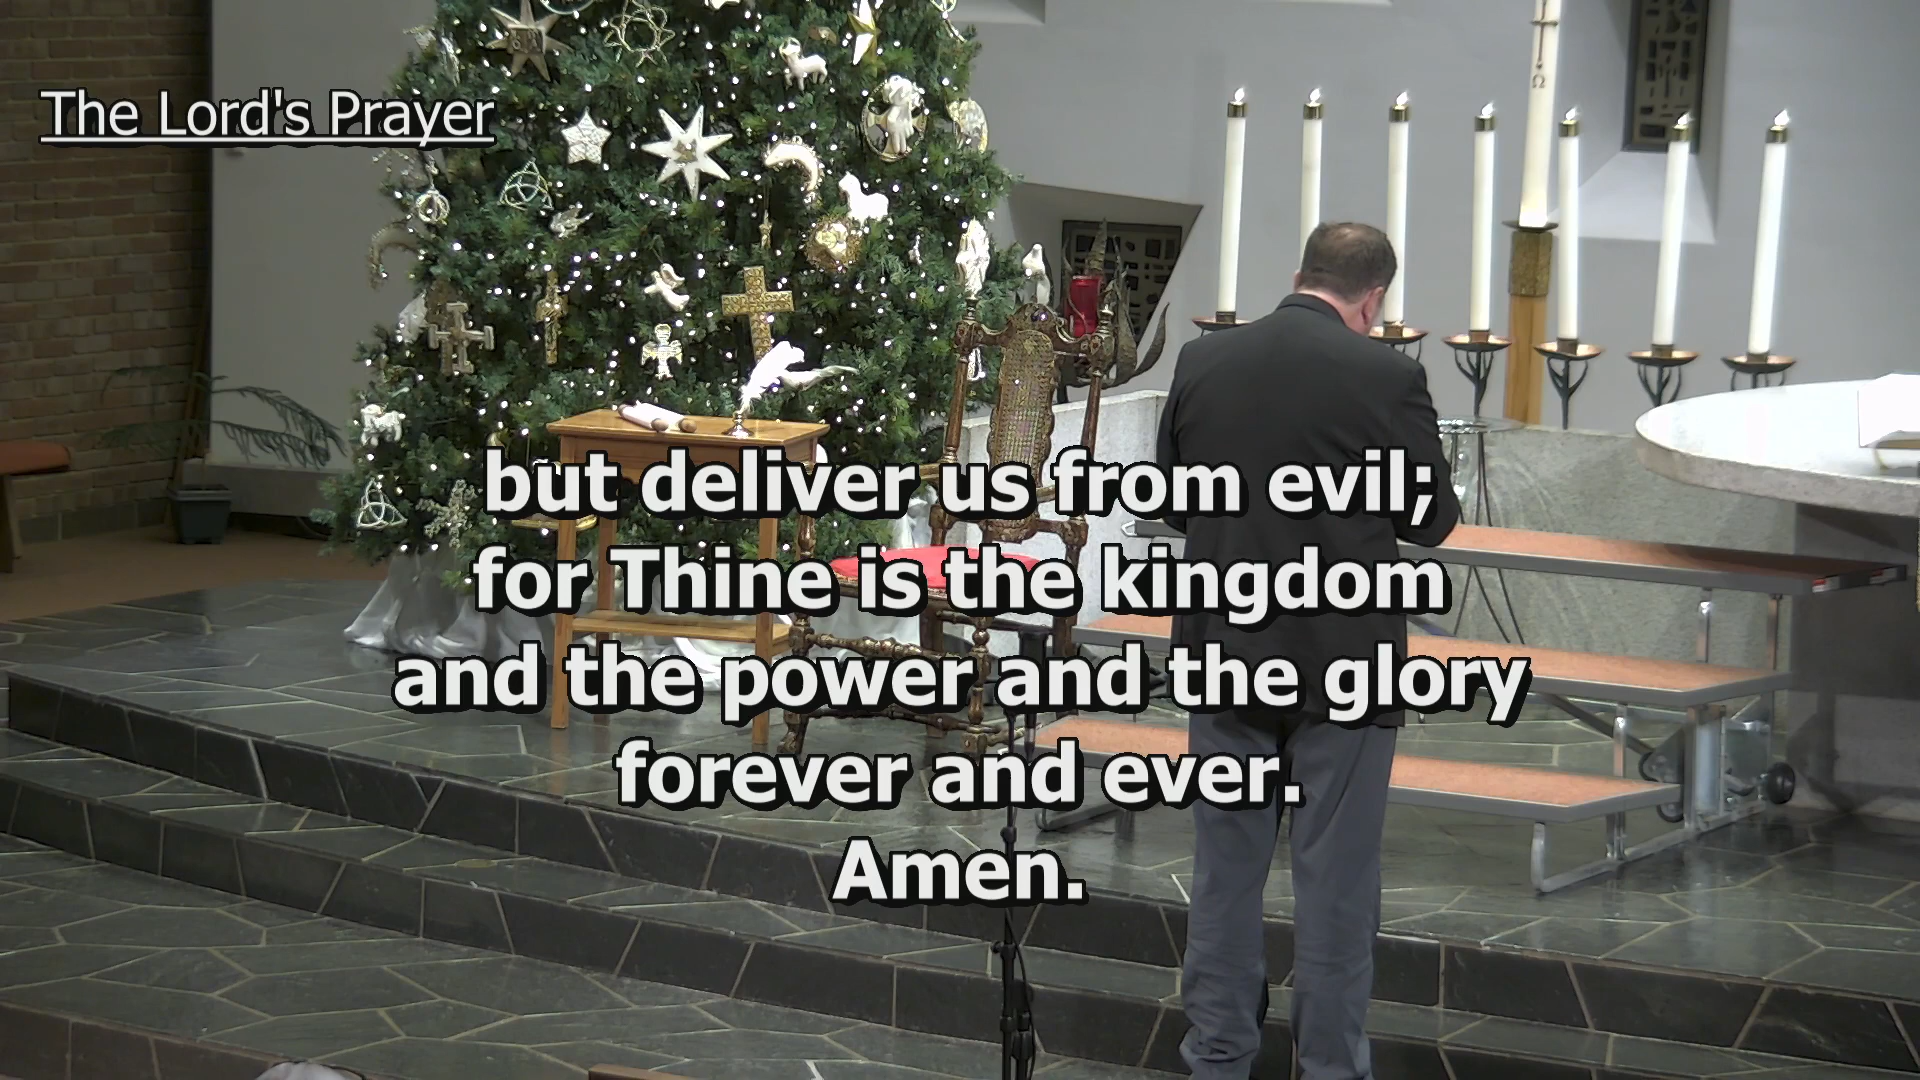 The Lord's Prayer
but deliver us from evil;
for Thine is the kingdom
and the power and the glory
forever and ever.
Amen.
Ω